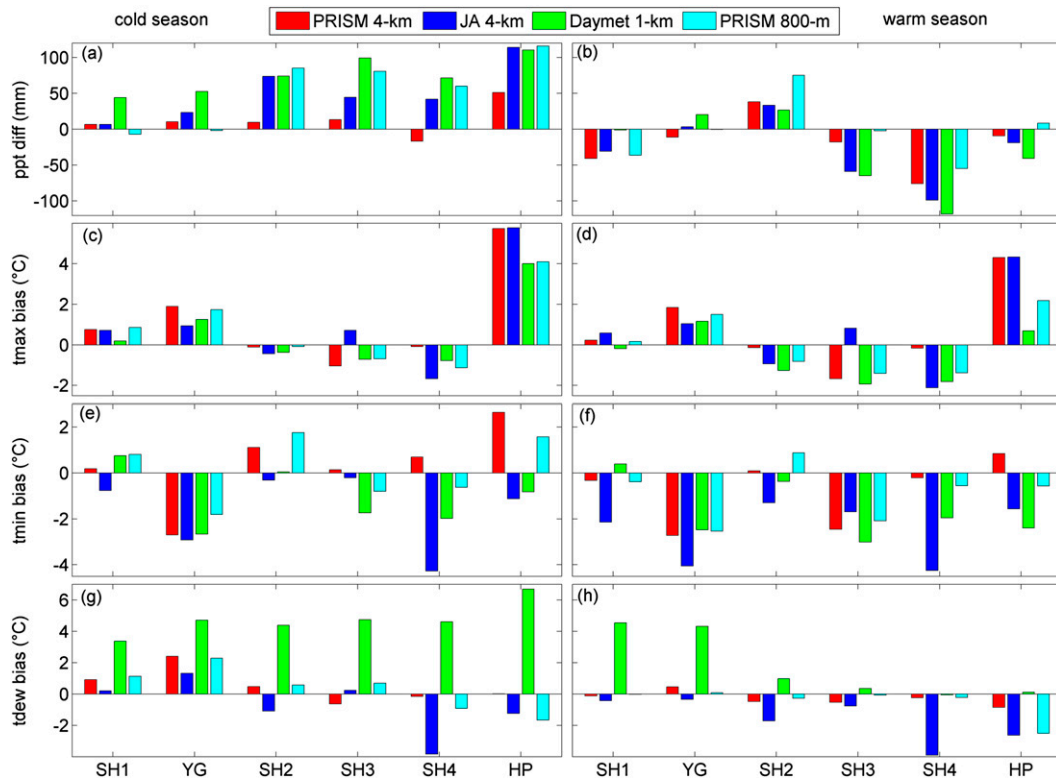 cold season PRISM 4-km JA 4-km Daymet 1-km PRISM 800-m warm season
(a) (b)
ppt diff (mm)
100
50
0
-50
-100
(c) (d)
tmax bias (°C)
4
2
0
-2
(e) (f)
tmin bias (°C)
2
0
-2
-4
(g) (h)
tdew bias (°C)
6
4
2
0
-2
SH1 YG SH2 SH3 SH4 HP SH1 YG SH2 SH3 SH4 HP